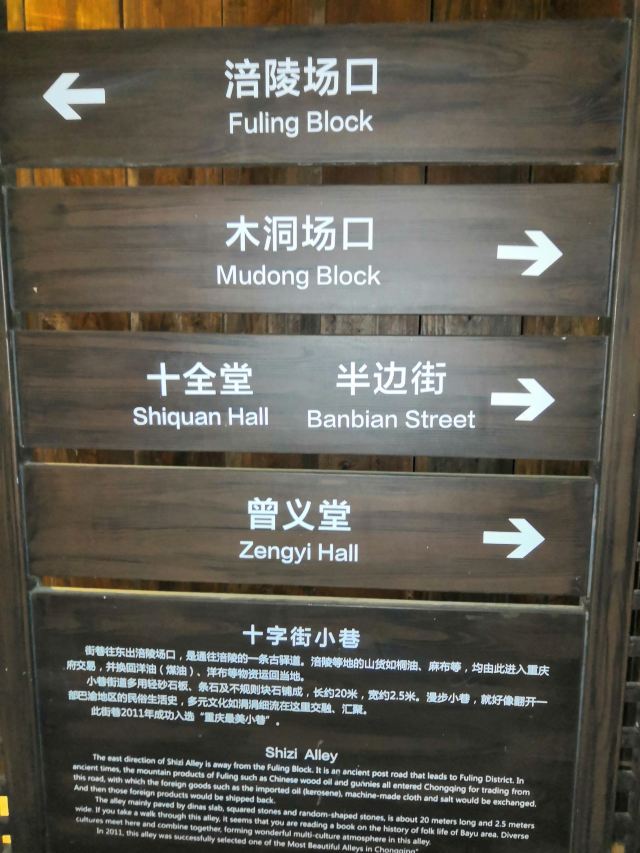 涪陵场口
Fuling Block
木洞场口
Mudong Block
十全堂 半边街
Shiquan Hall Banbian Street
曾义堂
Zengyi Hall
十字街小巷
街巷往东出涪陵场口，是通往涪陵的一条古驿道。涪陵等地的山货如桐油、麻布等，均由此进入重庆
府交易，并换回洋油（煤油）、洋布等物资运回当地。
小巷街道多用轻砂石板、条石及不规则块石铺成，长约20米，宽约2.5米。漫步小巷，就好像翻开一
部巴渝地区的民俗生活史，多元文化如涓涓细流在这里交融、汇聚。
此街巷2011年成功入选“重庆最美小巷”。
Shizi Alley
The east direction of Shizi Alley is away from the Fuling Block. It is an ancient post road that leads to Fuling District. In
ancient times, the mountain products of Fuling such as Chinese wood oil and gunnies all entered Chongqing for trading from
this road, with which the foreign goods such as the imported oil (kerosene), machine-made cloth and salt would be exchanged.
And then those foreign products would be shipped back.
The alley mainly paved by dinas slab, squared stones and random-shaped stones, is about 20 meters long and 2.5 meters
wide. If you take a walk through this alley, it seems that you are reading a book on the history of folk life of Bayu area. Diverse
cultures meet here and combine together, forming wonderful multi-culture atmosphere in this alley.
In 2011, this alley was successfully selected one of the Most Beautiful Alleys in Chongqing"